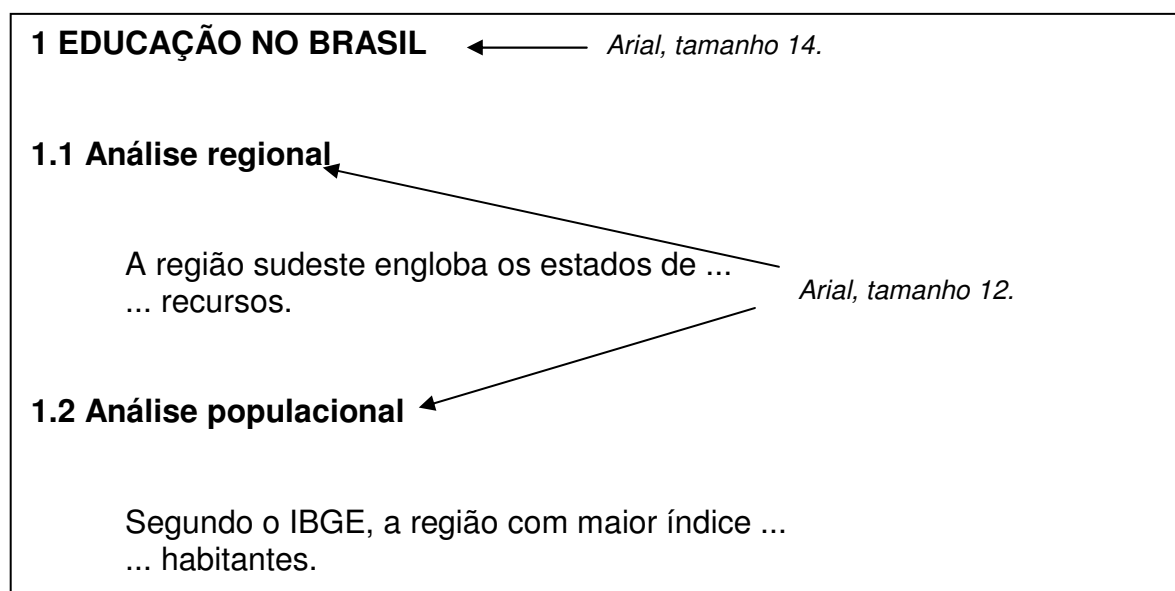 1 EDUCAÇÃO NO BRASIL Arial, tamanho 14.
1.1 Análise regional
A região sudeste engloba os estados de ...
... recursos.
Arial, tamanho 12.
1.2 Análise populacional
Segundo o IBGE, a região com maior índice ...
... habitantes.